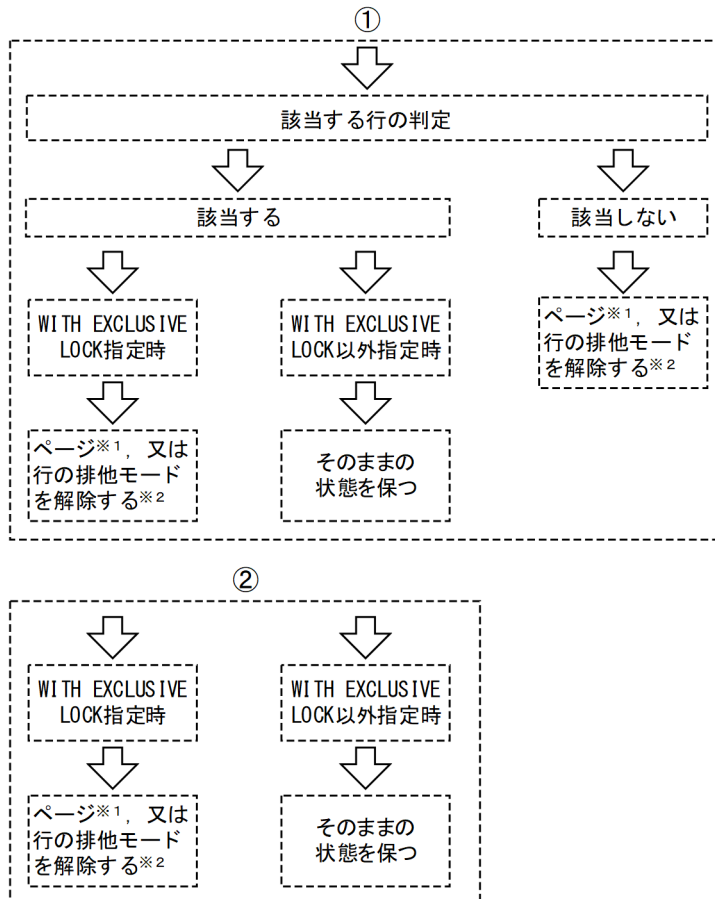 ①
該当する行の判定
該当する
該当しない
WITH EXCLUSIVE
LOCK指定時
WITH EXCLUSIVE
LOCK以外指定時
ページ※1，又は
行の排他モード
を解除する※2
ページ※1，又は
行の排他モード
を解除する※2
そのままの
状態を保つ
②
WITH EXCLUSIVE
LOCK指定時
WITH EXCLUSIVE
LOCK以外指定時
ページ※1，又は
行の排他モード
を解除する※2
そのままの
状態を保つ